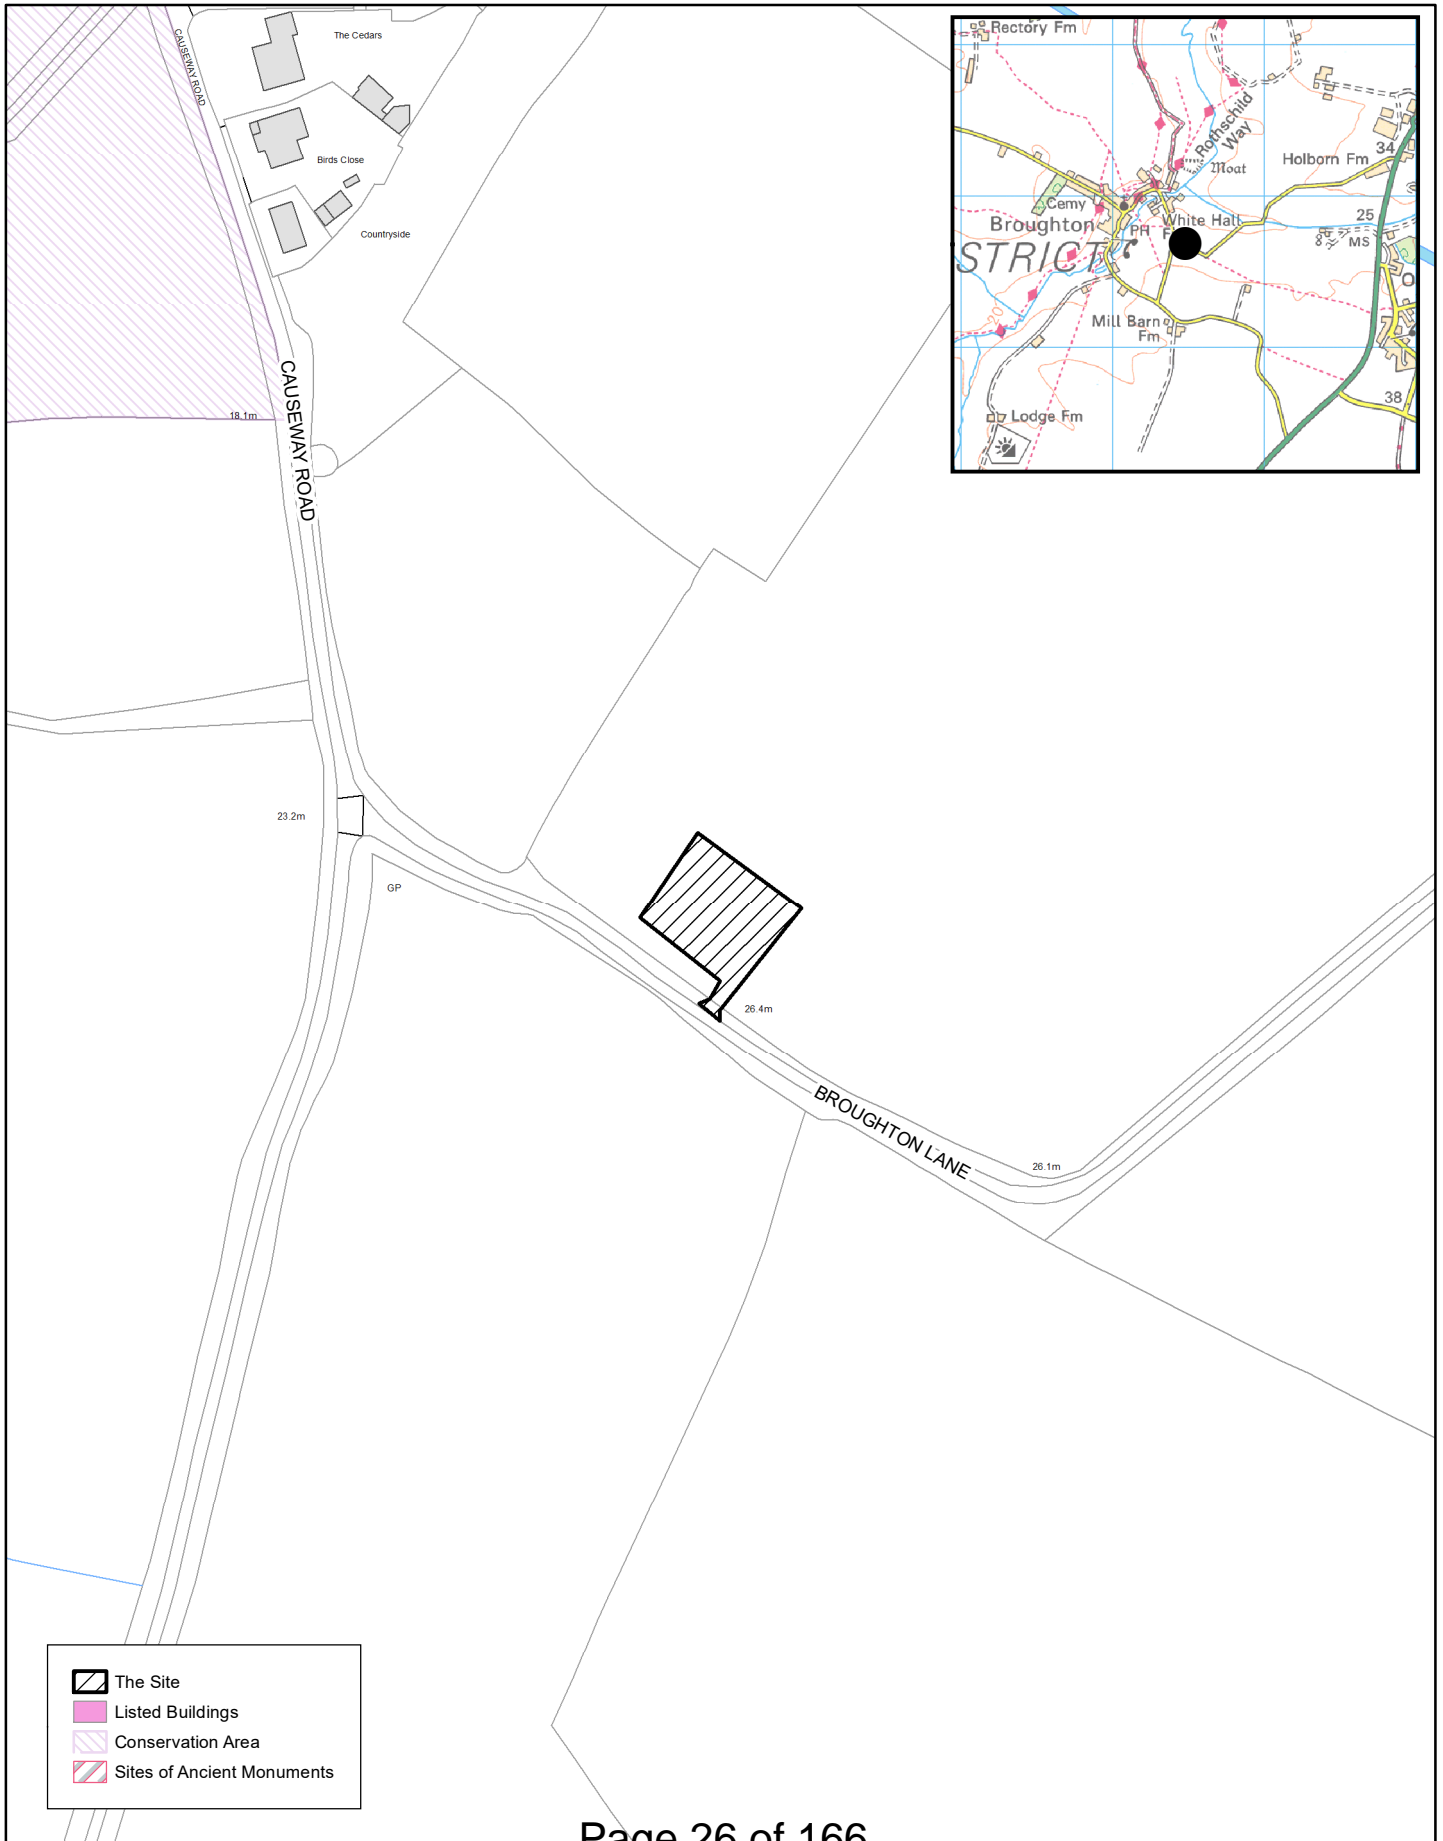 CAUSEWAY ROAD
The Cedars
Birds Close
Countryside
18.1m
CAUSEWAY ROAD
23.2m
GP
26.4m
BROUGHTON LANE
26.1m
Rectory Fm
Rothschild
Way
Moat
Holborn Fm
34
Cemy
Broughton
PH
White Hall
25
MS
STRICT
Mill Barn
Fm
38
Lodge Fm
The Site
Listed Buildings
Conservation Area
Sites of Ancient Monuments
Page 26 of 166